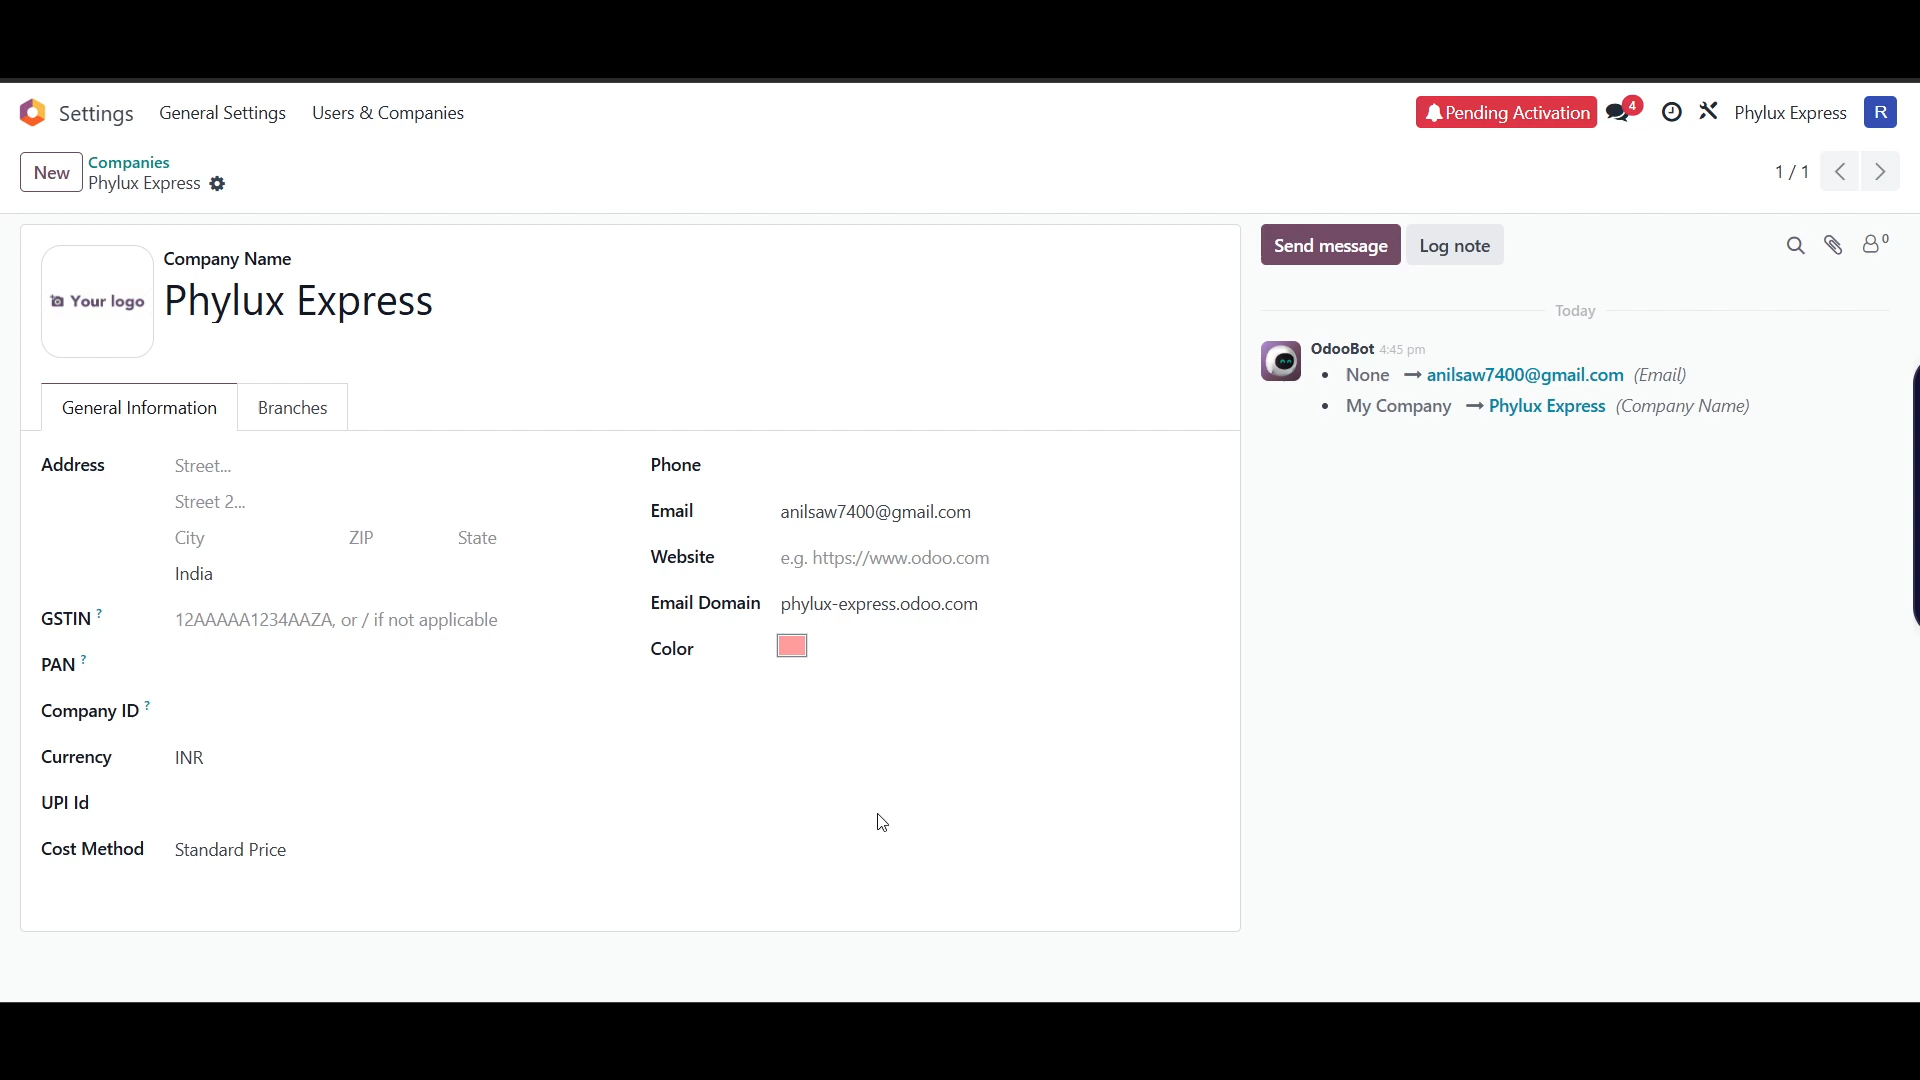 Settings General Settings Users & Companies Pending Activation 4 Phylux Express R
New Companies
Phylux Express 1 / 1
Your logo
Company Name
Phylux Express
General Information Branches
Address Street...
Street 2...
City ZIP State
India
GSTIN ? 12AAAAA1234AAZA, or / if not applicable
PAN ?
Company ID ?
Currency INR
UPI Id
Cost Method Standard Price
Phone
Email anilsaw7400@gmail.com
Website e.g. https://www.odoo.com
Email Domain phylux-express.odoo.com
Color
Send message Log note 0
Today
OdooBot 4:45 pm
• None → anilsaw7400@gmail.com (Email)
• My Company → Phylux Express (Company Name)